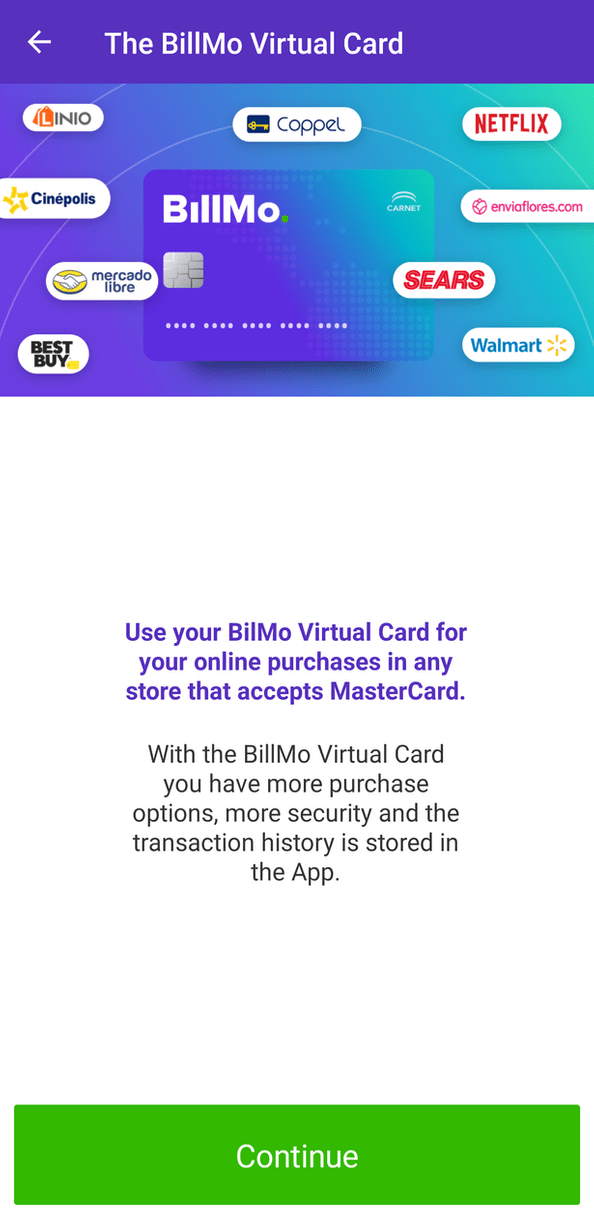 The BillMo Virtual Card
LINIO
Coppel
NETFLIX
Cinépolis
BillMo.
CARNET
enviaflores.com
mercado
libre
SEARS
BEST
BUY
Walmart
Use your BilMo Virtual Card for
your online purchases in any
store that accepts MasterCard.
With the BillMo Virtual Card
you have more purchase
options, more security and the
transaction history is stored in
the App.
Continue